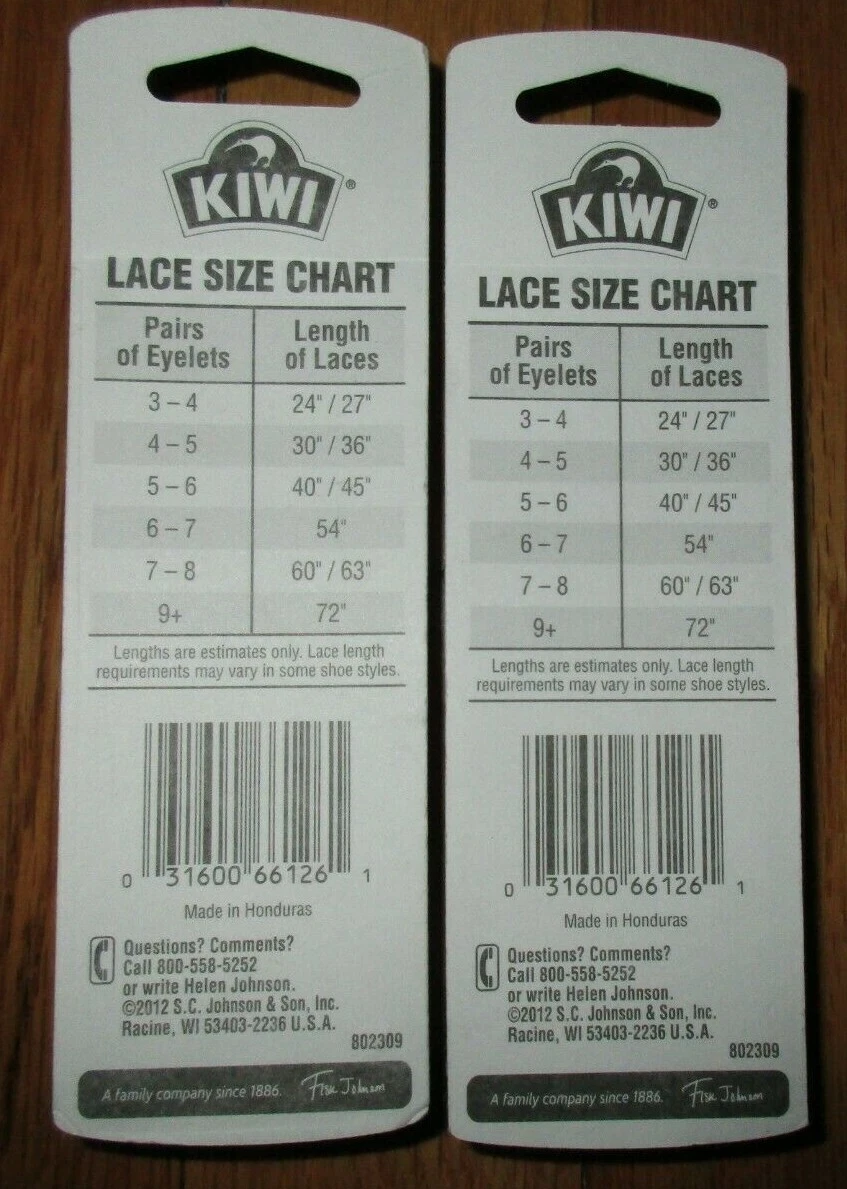 KIWI®
LACE SIZE CHART
Pairs of Eyelets Length of Laces
3 – 4 24" / 27"
4 – 5 30" / 36"
5 – 6 40" / 45"
6 – 7 54"
7 – 8 60" / 63"
9+ 72"
Lengths are estimates only. Lace length
requirements may vary in some shoe styles.
0 31600 66126 1
Made in Honduras
Questions? Comments?
Call 800-558-5252
or write Helen Johnson.
©2012 S.C. Johnson & Son, Inc.
Racine, WI 53403-2236 U.S.A.
802309
A family company since 1886. Fisk Johnson
KIWI®
LACE SIZE CHART
Pairs of Eyelets Length of Laces
3 – 4 24" / 27"
4 – 5 30" / 36"
5 – 6 40" / 45"
6 – 7 54"
7 – 8 60" / 63"
9+ 72"
Lengths are estimates only. Lace length
requirements may vary in some shoe styles.
0 31600 66126 1
Made in Honduras
Questions? Comments?
Call 800-558-5252
or write Helen Johnson.
©2012 S.C. Johnson & Son, Inc.
Racine, WI 53403-2236 U.S.A.
802309
A family company since 1886. Fisk Johnson